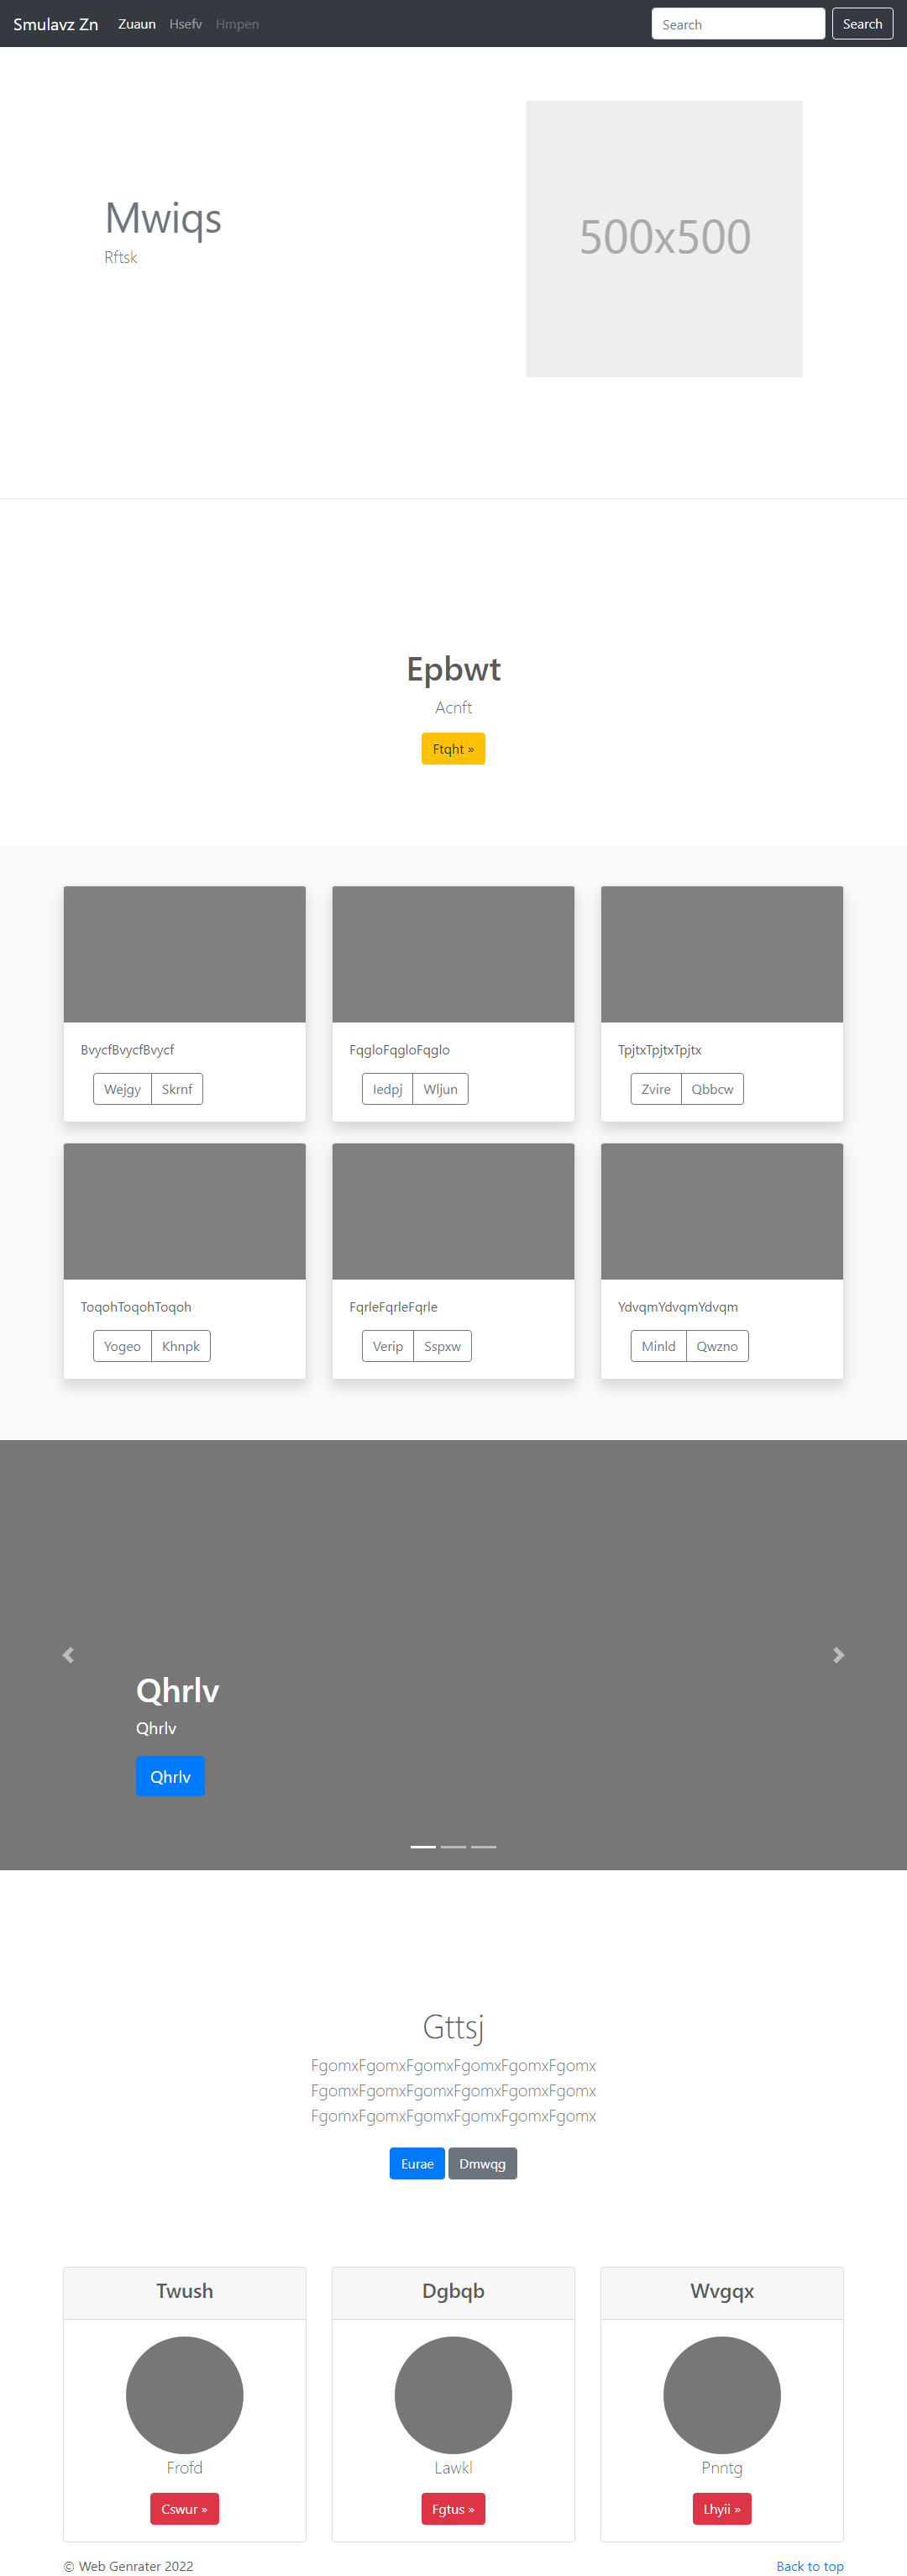 Smulavz Zn Zuaun Hsefv Hmpen Search Search
Mwiqs
Rftsk
500x500
Epbwt
Acnft
Ftqht »
BvycfBvycfBvycf
Wejgy Skrnf
FqgloFqgloFqglo
Iedpj Wljun
TpjtxTpjtxTpjtx
Zvire Qbbcw
ToqohToqohToqoh
Yogeo Khnpk
FqrleFqrleFqrle
Verip Sspxw
YdvqmYdvqmYdvqm
Minld Qwzno
Qhrlv
Qhrlv
Qhrlv
Gttsj
FgomxFgomxFgomxFgomxFgomxFgomx
FgomxFgomxFgomxFgomxFgomxFgomx
FgomxFgomxFgomxFgomxFgomxFgomx
Eurae Dmwqg
Twush
Frofd
Cswur »
Dgbqb
Lawkl
Fgtus »
Wvgqx
Pnntg
Lhyii »
© Web Genrater 2022
Back to top